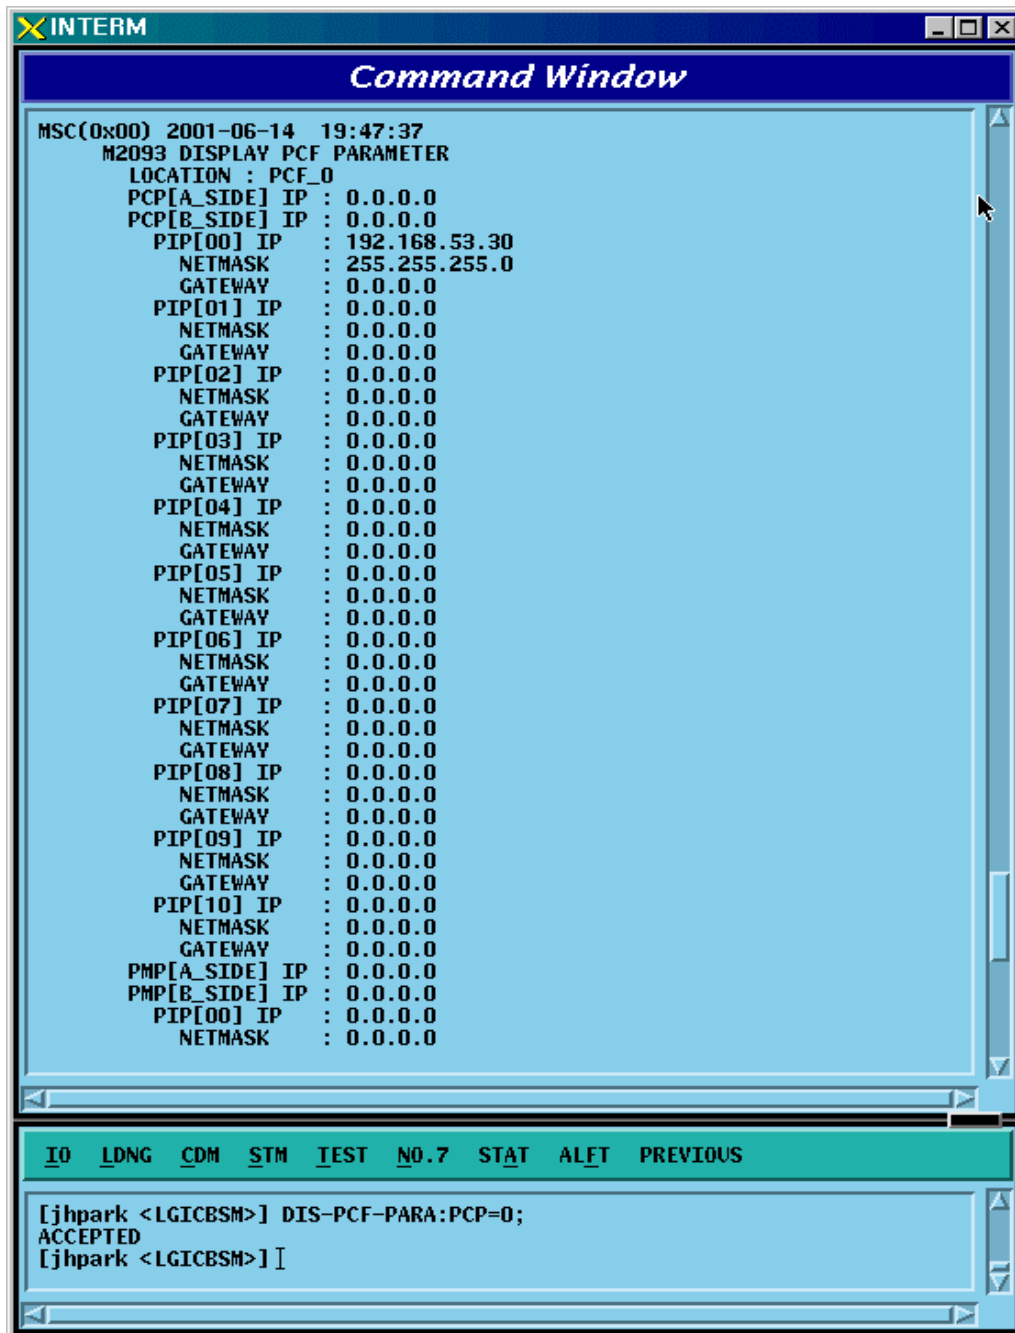 INTERM
Command Window
MSC(0x00) 2001-06-14 19:47:37
M2093 DISPLAY PCF PARAMETER
LOCATION : PCF_0
PCP[A_SIDE] IP : 0.0.0.0
PCP[B_SIDE] IP : 0.0.0.0
PIP[00] IP : 192.168.53.30
NETMASK : 255.255.255.0
GATEWAY : 0.0.0.0
PIP[01] IP : 0.0.0.0
NETMASK : 0.0.0.0
GATEWAY : 0.0.0.0
PIP[02] IP : 0.0.0.0
NETMASK : 0.0.0.0
GATEWAY : 0.0.0.0
PIP[03] IP : 0.0.0.0
NETMASK : 0.0.0.0
GATEWAY : 0.0.0.0
PIP[04] IP : 0.0.0.0
NETMASK : 0.0.0.0
GATEWAY : 0.0.0.0
PIP[05] IP : 0.0.0.0
NETMASK : 0.0.0.0
GATEWAY : 0.0.0.0
PIP[06] IP : 0.0.0.0
NETMASK : 0.0.0.0
GATEWAY : 0.0.0.0
PIP[07] IP : 0.0.0.0
NETMASK : 0.0.0.0
GATEWAY : 0.0.0.0
PIP[08] IP : 0.0.0.0
NETMASK : 0.0.0.0
GATEWAY : 0.0.0.0
PIP[09] IP : 0.0.0.0
NETMASK : 0.0.0.0
GATEWAY : 0.0.0.0
PIP[10] IP : 0.0.0.0
NETMASK : 0.0.0.0
GATEWAY : 0.0.0.0
PMP[A_SIDE] IP : 0.0.0.0
PMP[B_SIDE] IP : 0.0.0.0
PIP[00] IP : 0.0.0.0
NETMASK : 0.0.0.0
IO LDNG CDM STM TEST NO.7 STAT ALFT PREVIOUS
[jhpark <LGICBSM>] DIS-PCF-PARA:PCP=0;
ACCEPTED
[jhpark <LGICBSM>]